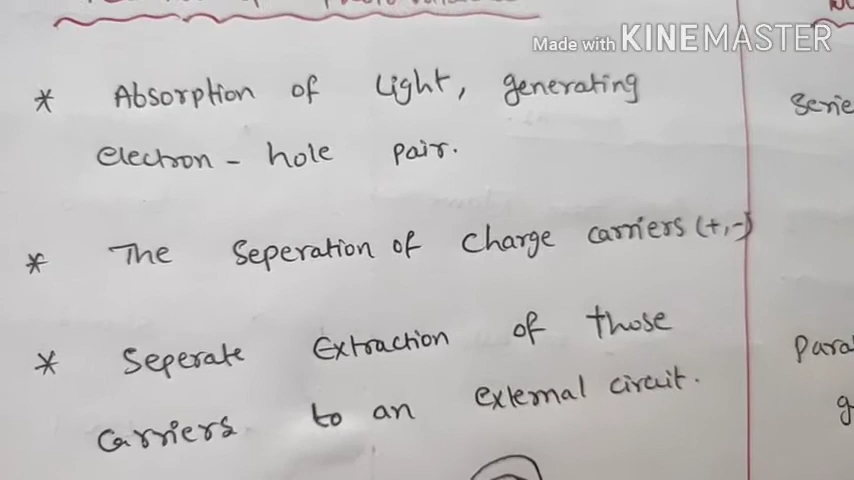 Made with KINEMASTER
* Absorption of Light, generating
electron - hole pair.
* The Seperation of charge carriers (+,-)
* Seperate Extraction of those
carriers to an external circuit.
Serie
Para
g